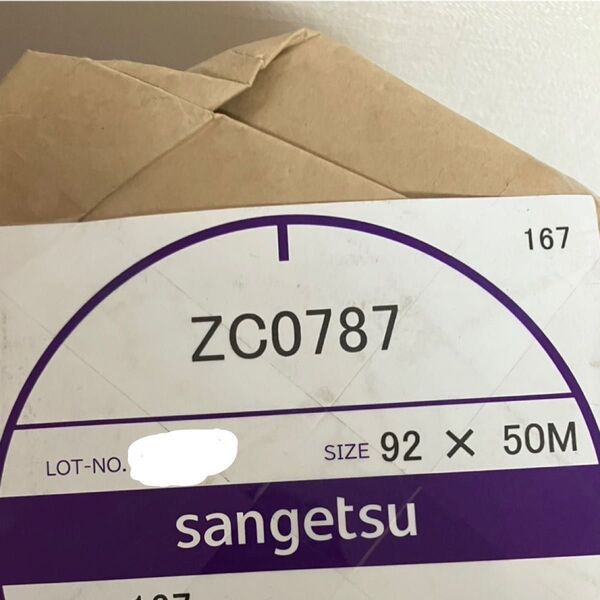 167
ZC0787
LOT-NO.
SIZE 92 × 50M
sangetsu